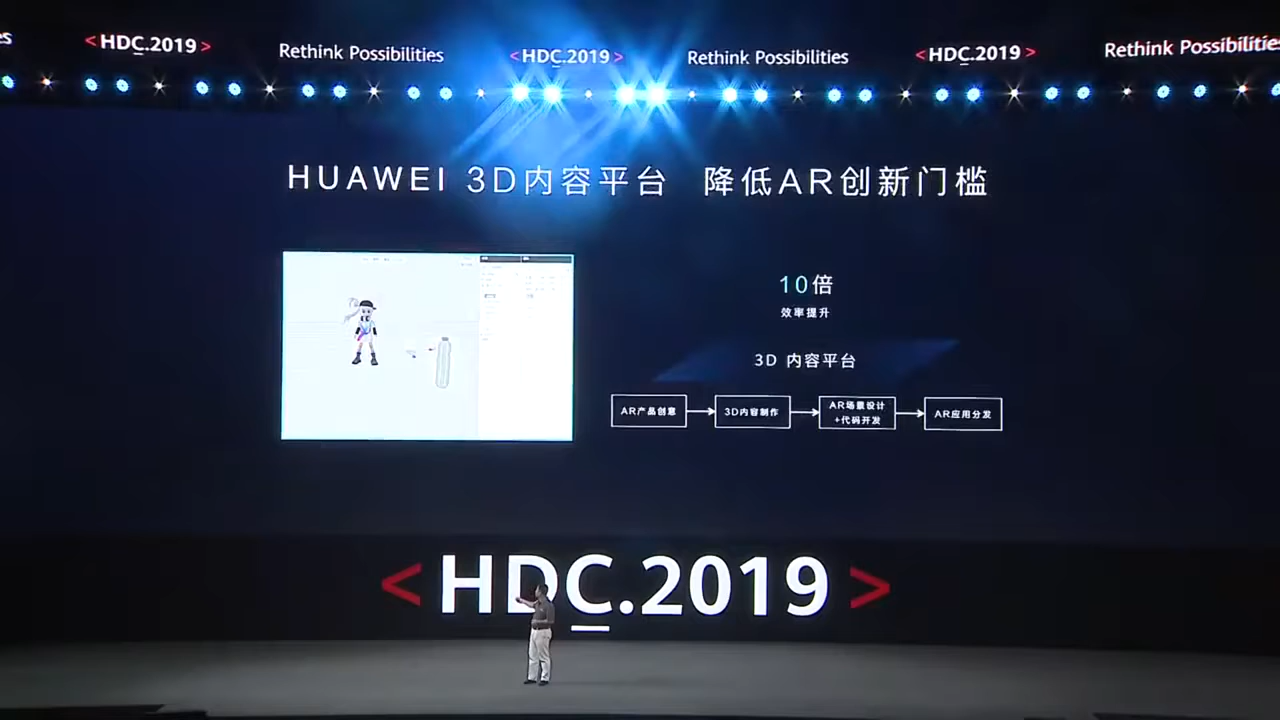 es
<HDC.2019>
Rethink Possibilities
<HDC.2019>
Rethink Possibilities
<HDC.2019>
Rethink Possibilitie
HUAWEI 3D内容平台 降低AR创新门槛
10倍
效率提升
3D 内容平台
AR产品创意
3D内容制作
AR场景设计
+代码开发
AR应用分发
<HDC.2019>